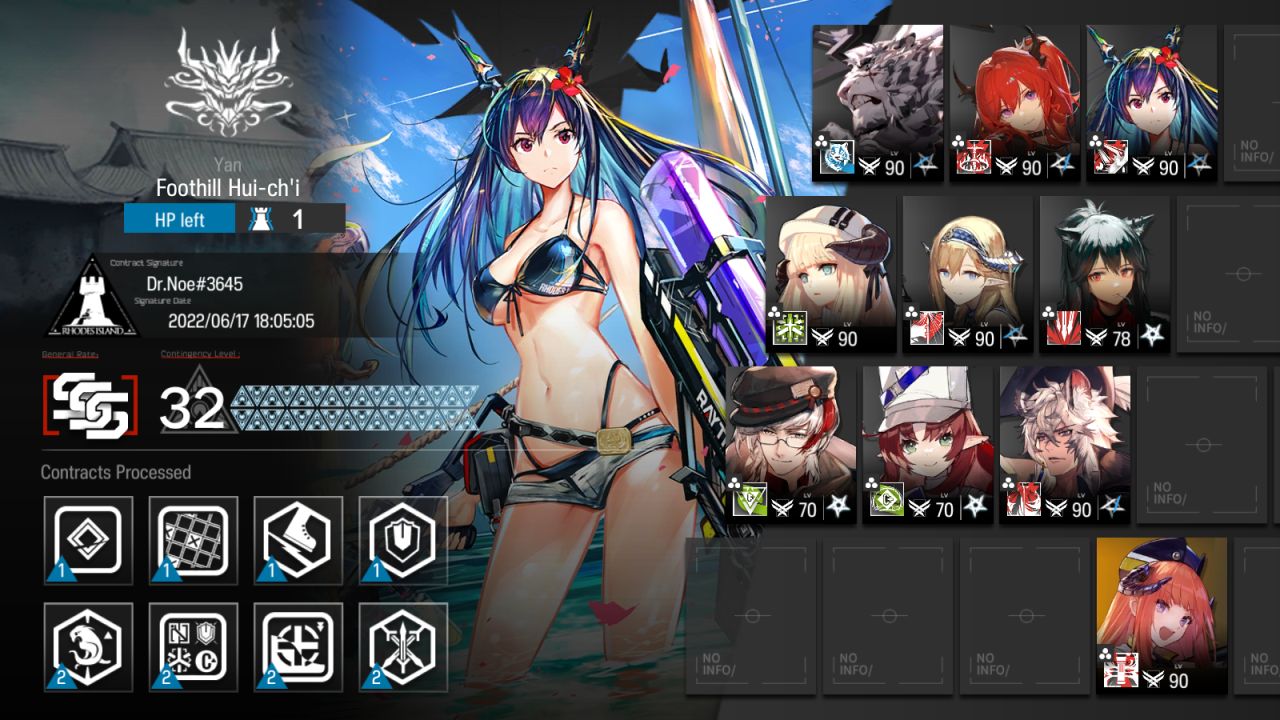 Yan
Foothill Hui-ch'i
HP left 1
Contract Signature
Dr.Noe#3645
Signature Date
2022/06/17 18:05:05
RHODES ISLAND
General Rate:
Contingency Level :
SSS
32
Contracts Processed
1 1 1 1
2 2 2 2
RHODES I
RAYT
LV 90
LV 90
LV 90
NO INFO/
LV 90
LV 90
LV 78
NO INFO/
LV 70
LV 70
LV 90
NO INFO/
NO INFO/
NO INFO/
NO INFO/
LV 90
NO INFO